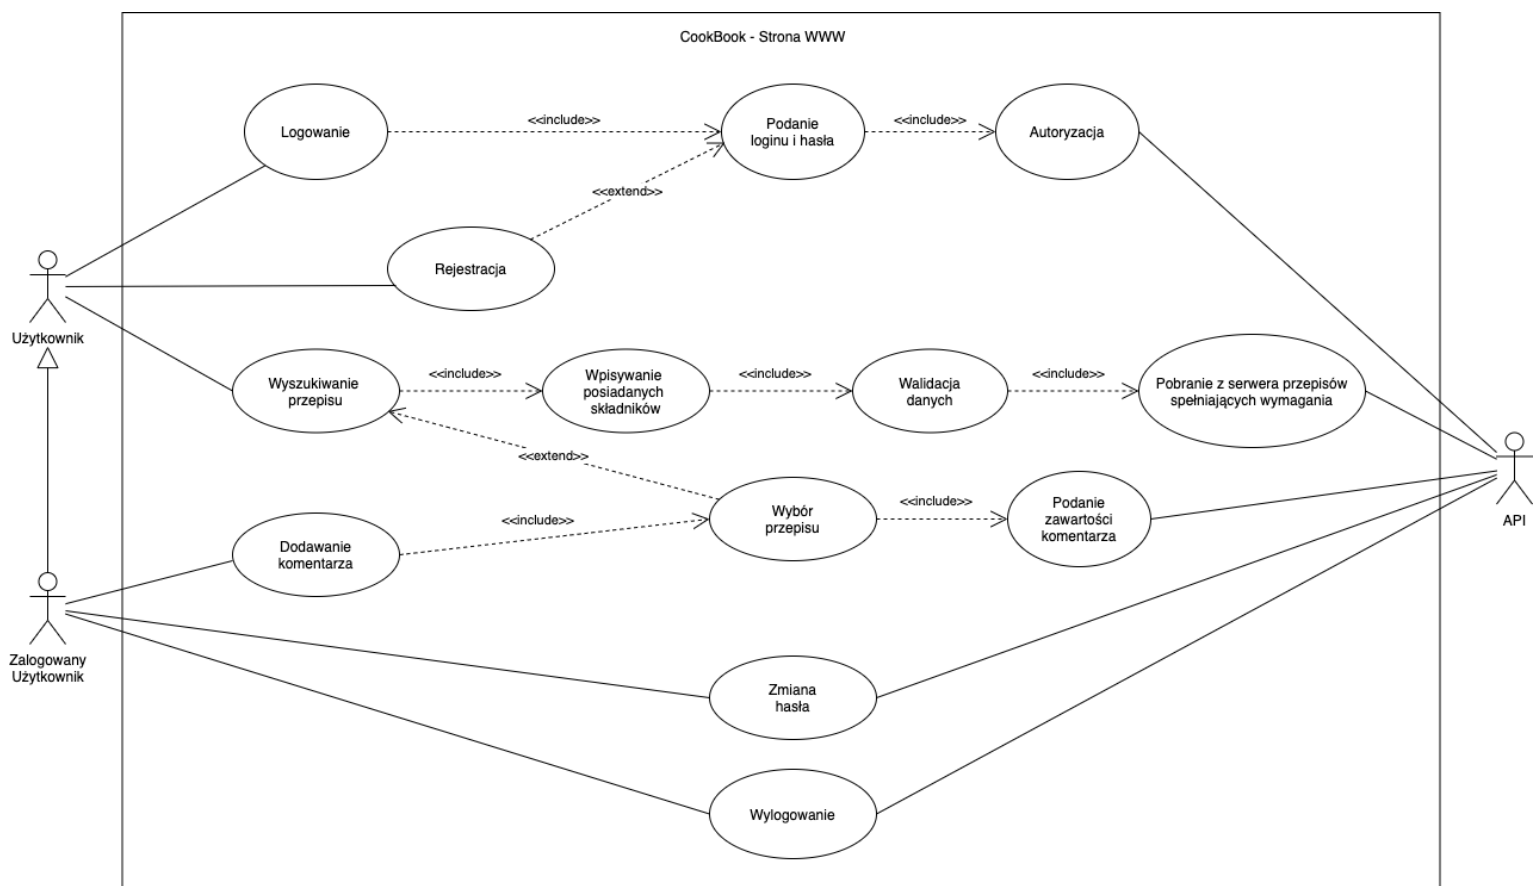 CookBook - Strona WWW
Logowanie
<<include>>
Podanie
loginu i hasła
<<include>>
Autoryzacja
<<extend>>
Rejestracja
Użytkownik
Wyszukiwanie
przepisu
<<include>>
Wpisywanie
posiadanych
składników
<<include>>
Walidacja
danych
<<include>>
Pobranie z serwera przepisów
spełniających wymagania
<<extend>>
Dodawanie
komentarza
<<include>>
Wybór
przepisu
<<include>>
Podanie
zawartości
komentarza
API
Zalogowany
Użytkownik
Zmiana
hasła
Wylogowanie